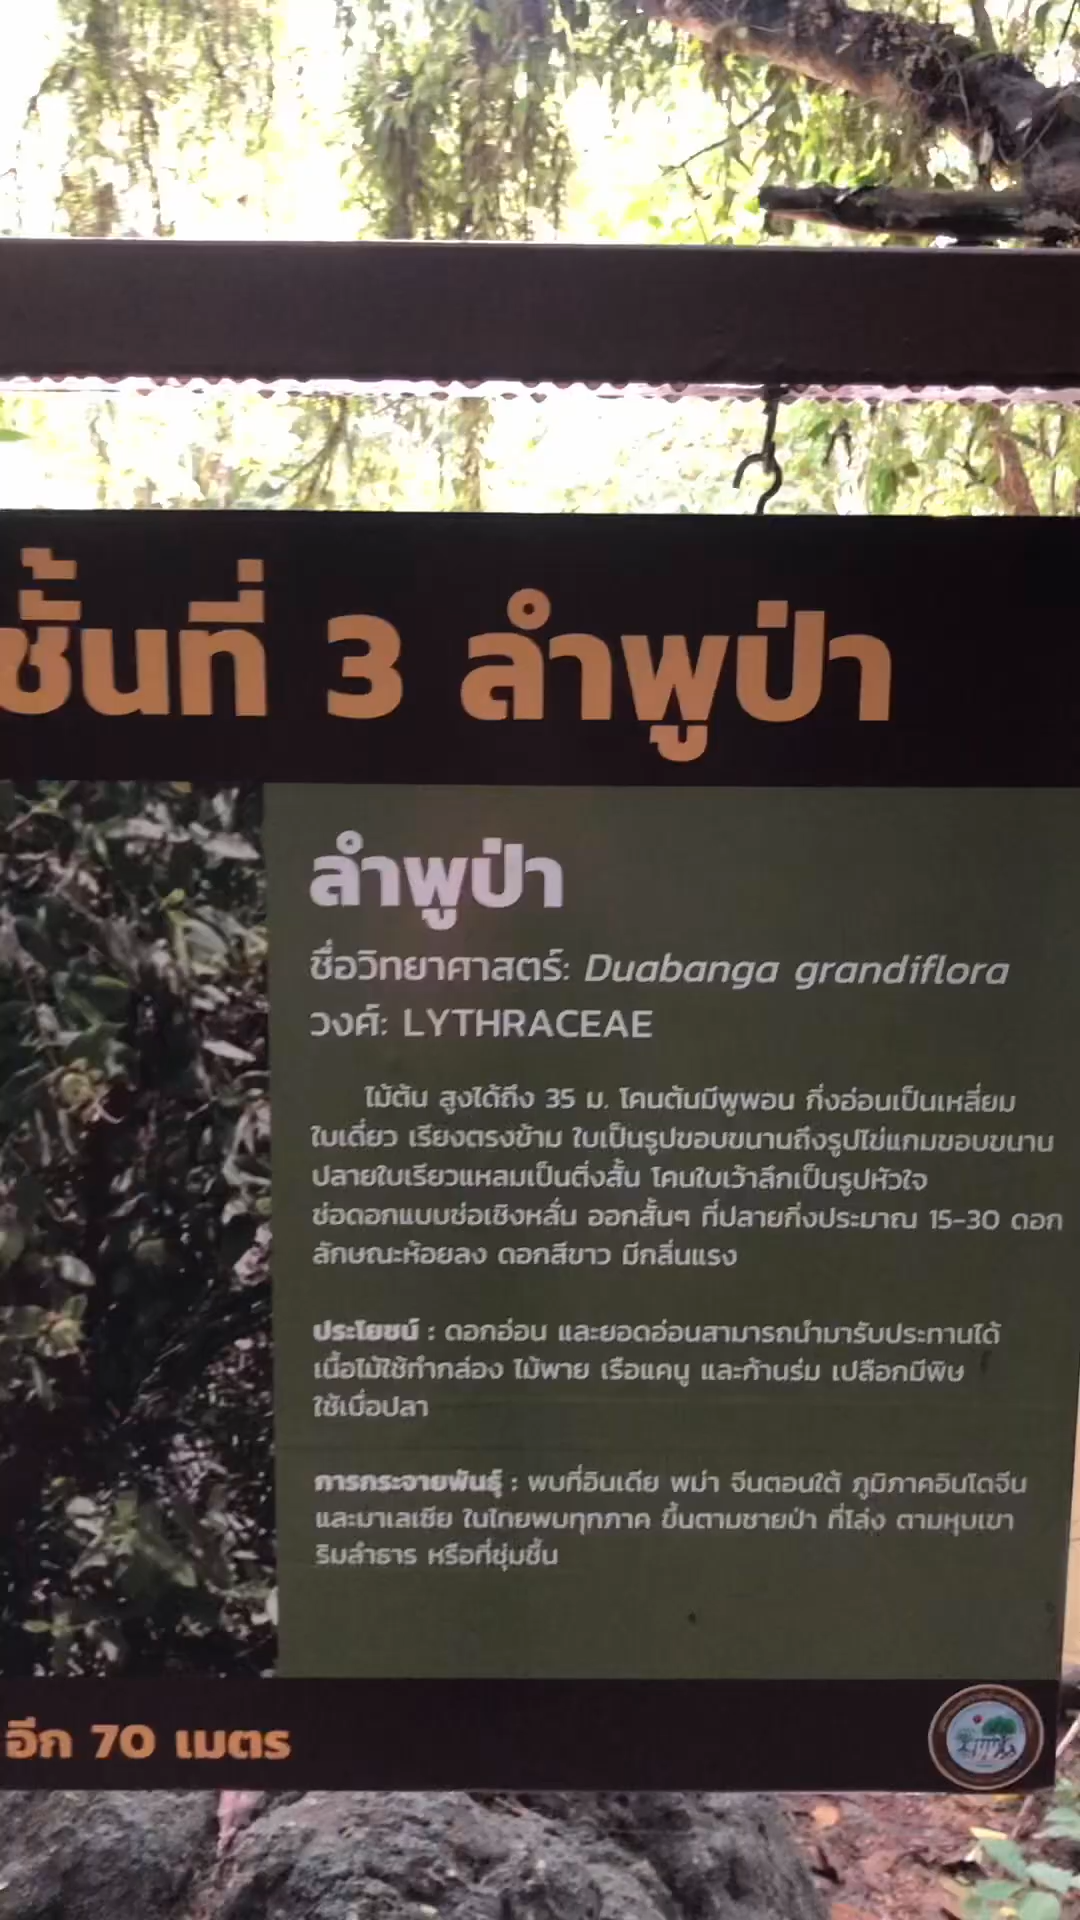 ชั้นที่ 3 ลำพูป่า
ลำพูป่า
ชื่อวิทยาศาสตร์: Duabanga grandiflora
วงศ์: LYTHRACEAE
ไม้ต้น สูงได้ถึง 35 ม. โคนต้นมีพูพอน กิ่งอ่อนเป็นเหลี่ยม
ใบเดี่ยว เรียงตรงข้าม ใบเป็นรูปขอบขนานถึงรูปไข่แกมขอบขนาน
ปลายใบเรียวแหลมเป็นติ่งสั้น โคนใบเว้าลึกเป็นรูปหัวใจ
ช่อดอกแบบช่อเชิงหลั่น ออกสั้นๆ ที่ปลายกิ่งประมาณ 15-30 ดอก
ลักษณะห้อยลง ดอกสีขาว มีกลิ่นแรง
ประโยชน์ : ดอกอ่อน และยอดอ่อนสามารถนำมารับประทานได้
เนื้อไม้ใช้ทำกล่อง ไม้พาย เรือแคนู และก้านร่ม เปลือกมีพิษ
ใช้เบื่อปลา
การกระจายพันธุ์ : พบที่อินเดีย พม่า จีนตอนใต้ ภูมิภาคอินโดจีน
และมาเลเซีย ในไทยพบทุกภาค ขึ้นตามชายป่า ที่โล่ง ตามหุบเขา
ริมลำธาร หรือที่ชุ่มชื้น
อีก 70 เมตร